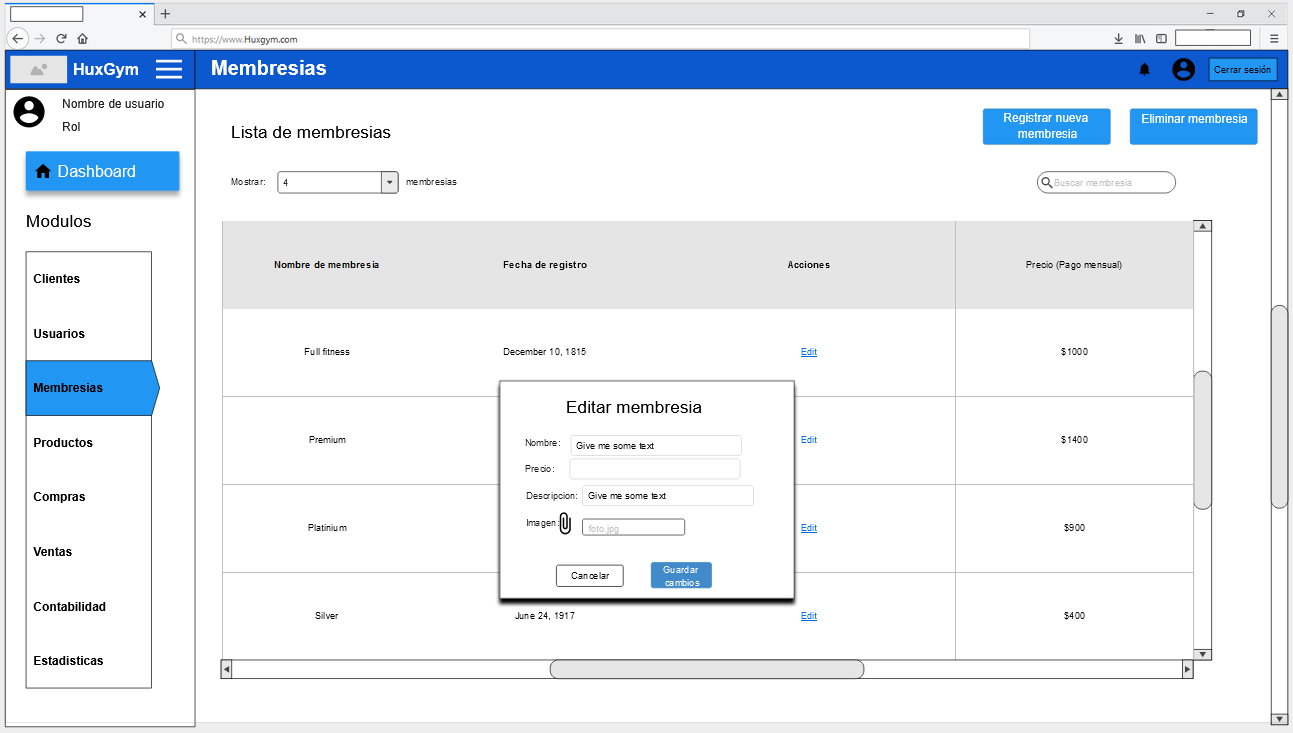 https://www.Huxgym.com
HuxGym
Membresias
Cerrar sesión
Nombre de usuario
Rol
Dashboard
Modulos
Clientes
Usuarios
Membresias
Productos
Compras
Ventas
Contabilidad
Estadisticas
Lista de membresias
Registrar nueva
membresia
Eliminar membresia
Mostrar:
4
membresias
Buscar membresia
Nombre de membresia
Fecha de registro
Acciones
Precio (Pago mensual)
Full fitness
December 10, 1815
Edit
$1000
Premium
Edit
$1400
Platinium
Edit
$900
Silver
June 24, 1917
Edit
$400
Editar membresia
Nombre:
Give me some text
Precio:
Descripcion:
Give me some text
Imagen:
foto.jpg
Cancelar
Guardar
cambios